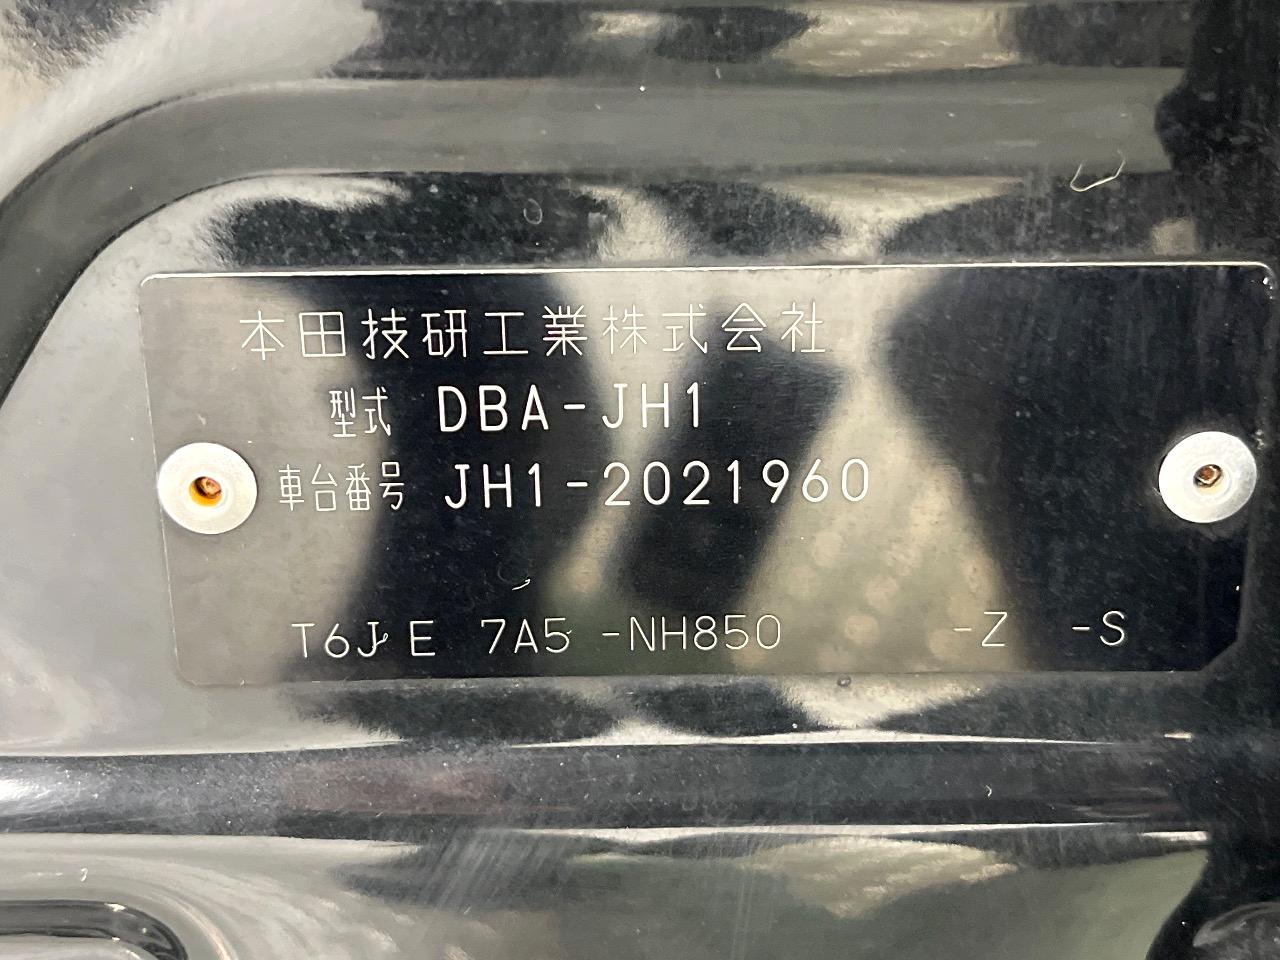 本田技研工業株式会社
型式 DBA-JH1
車台番号 JH1-2021960
T6J E 7A5 -NH850 -Z -S